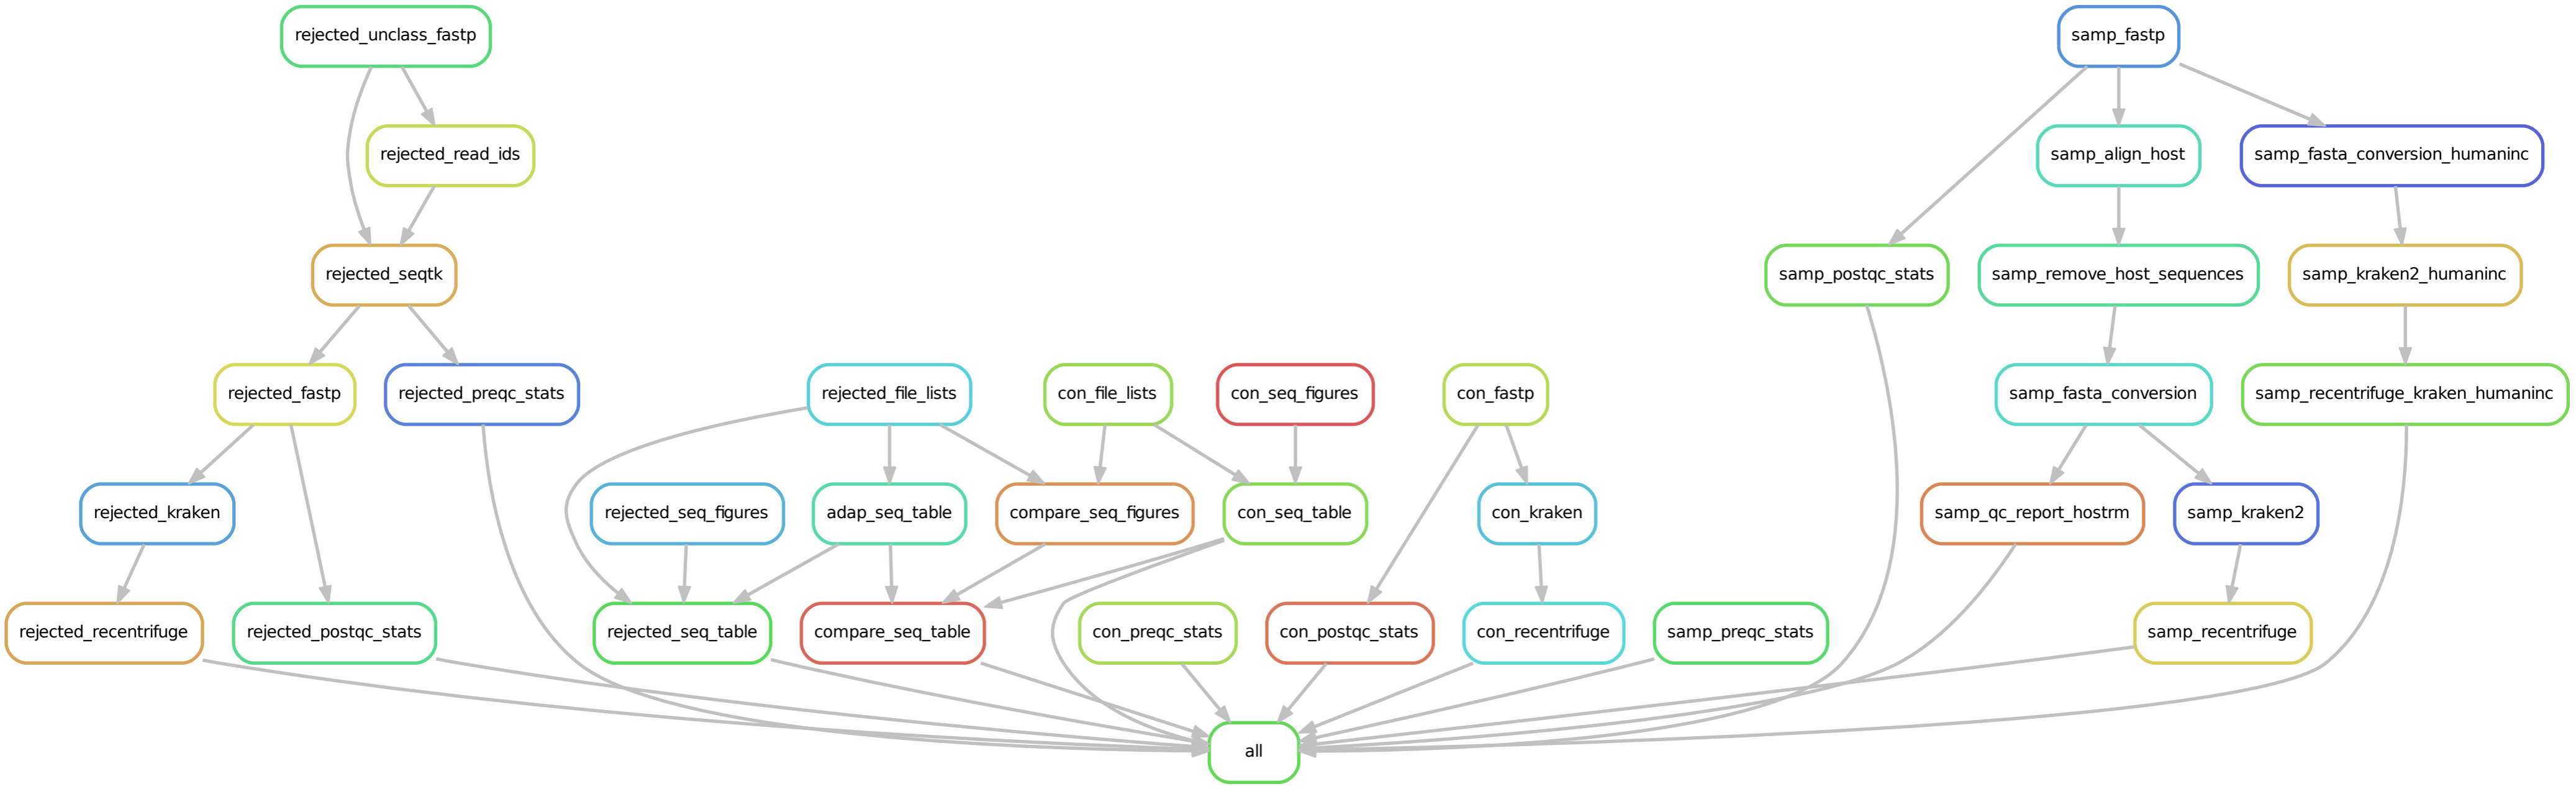 rejected_unclass_fastp
samp_fastp
rejected_read_ids
samp_align_host
samp_fasta_conversion_humaninc
rejected_seqtk
samp_postqc_stats
samp_remove_host_sequences
samp_kraken2_humaninc
rejected_fastp
rejected_preqc_stats
rejected_file_lists
con_file_lists
con_seq_figures
con_fastp
samp_fasta_conversion
samp_recentrifuge_kraken_humaninc
rejected_kraken
rejected_seq_figures
adap_seq_table
compare_seq_figures
con_seq_table
con_kraken
samp_qc_report_hostrm
samp_kraken2
rejected_recentrifuge
rejected_postqc_stats
rejected_seq_table
compare_seq_table
con_preqc_stats
con_postqc_stats
con_recentrifuge
samp_preqc_stats
samp_recentrifuge
all